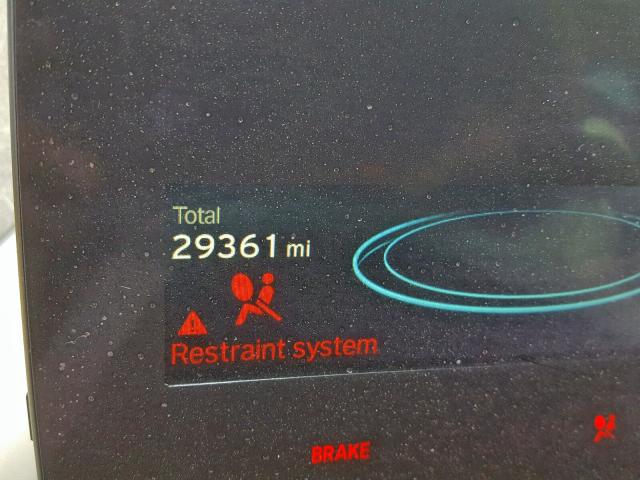 Total
29361 mi
Restraint system
BRAKE